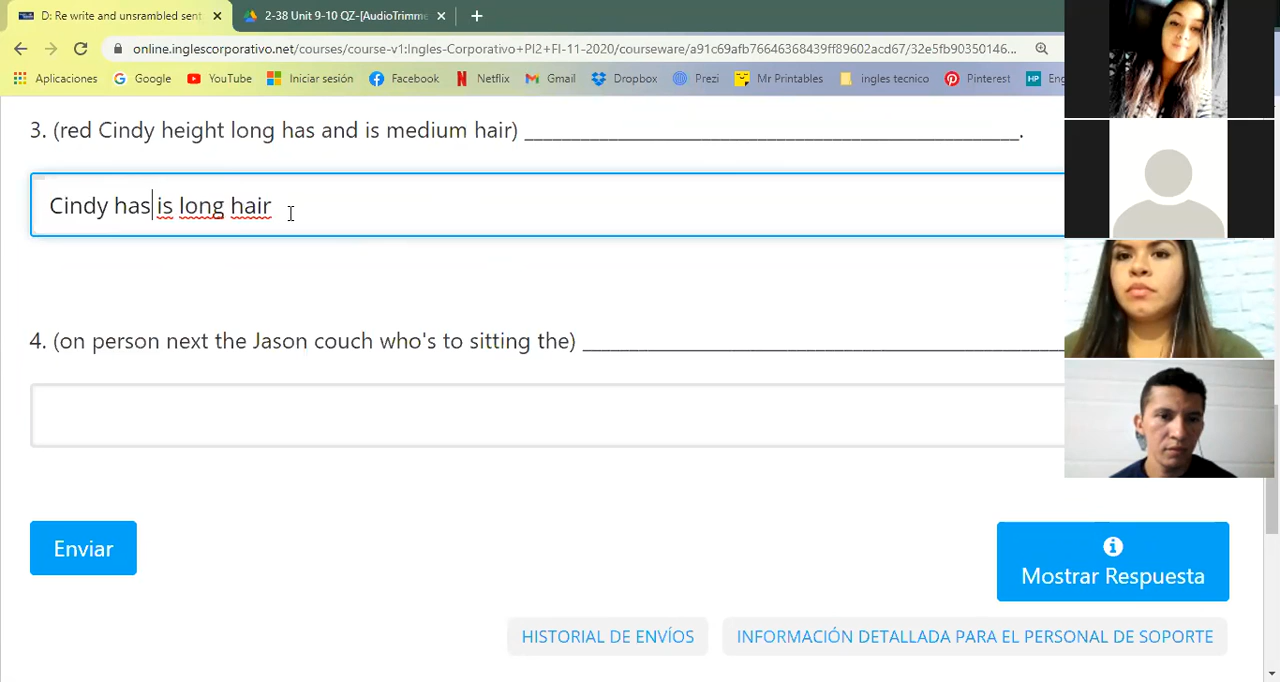 D: Re write and unsrambled sent
2-38 Unit 9-10 QZ-[AudioTrimme
online.inglescorporativo.net/courses/course-v1:Ingles-Corporativo+PI2+FI-11-2020/courseware/a91c69afb76646368439ff89602acd67/32e5fb90350146...
Aplicaciones Google YouTube Iniciar sesión Facebook Netflix Gmail Dropbox Prezi Mr Printables ingles tecnico Pinterest HP Eng
3. (red Cindy height long has and is medium hair) ________________________________________.
Cindy has is long hair
4. (on person next the Jason couch who's to sitting the) ________________________________________
Enviar
Mostrar Respuesta
HISTORIAL DE ENVÍOS
INFORMACIÓN DETALLADA PARA EL PERSONAL DE SOPORTE